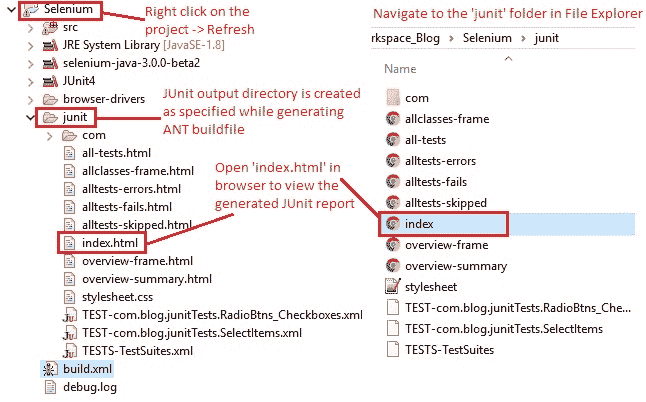 Selenium
Right click on the
project -> Refresh
src
JRE System Library [JavaSE-1.8]
selenium-java-3.0.0-beta2
JUnit4
browser-drivers
junit
JUnit output directory is created
as specified while generating
ANT buildfile
com
all-tests.html
allclasses-frame.html
alltests-errors.html
alltests-fails.html
alltests-skipped.html
index.html
Open 'index.html' in
browser to view the
generated JUnit report
overview-frame.html
overview-summary.html
stylesheet.css
TEST-com.blog.junitTests.RadioBtns_Checkboxes.xml
TEST-com.blog.junitTests.SelectItems.xml
TESTS-TestSuites.xml
build.xml
debug.log
Navigate to the 'junit' folder in File Explorer
rkspace_Blog > Selenium > junit
Name
com
allclasses-frame
all-tests
alltests-errors
alltests-fails
alltests-skipped
index
overview-frame
overview-summary
stylesheet
TEST-com.blog.junitTests.RadioBtns_Che...
TEST-com.blog.junitTests.SelectItems
TESTS-TestSuites